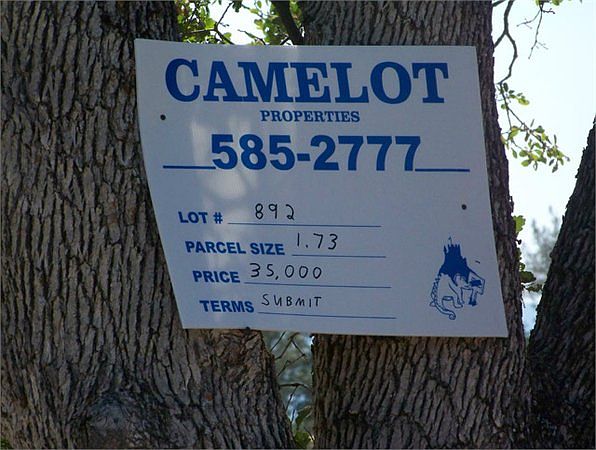 CAMELOT
PROPERTIES
585-2777
LOT # 892
PARCEL SIZE 1.73
PRICE 35,000
TERMS SUBMIT